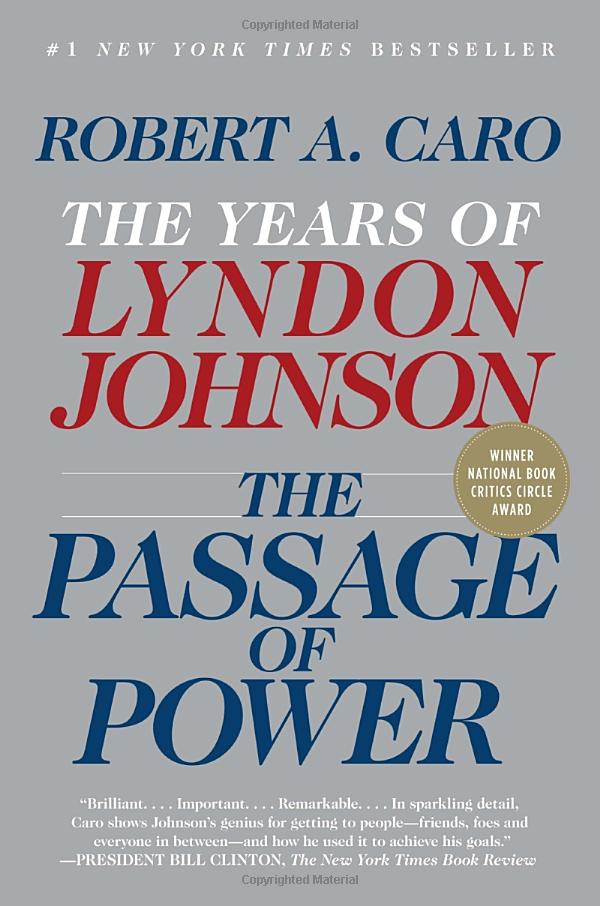 Copyrighted Material
#1 NEW YORK TIMES BESTSELLER
ROBERT A. CARO
THE YEARS OF
LYNDON
JOHNSON
WINNER
NATIONAL BOOK
CRITICS CIRCLE
AWARD
THE
PASSAGE
OF
POWER
“Brilliant. . . . Important. . . . Remarkable. . . . In sparkling detail,
Caro shows Johnson’s genius for getting to people—friends, foes and
everyone in between—and how he used it to achieve his goals.”
—PRESIDENT BILL CLINTON, The New York Times Book Review
Copyrighted Material